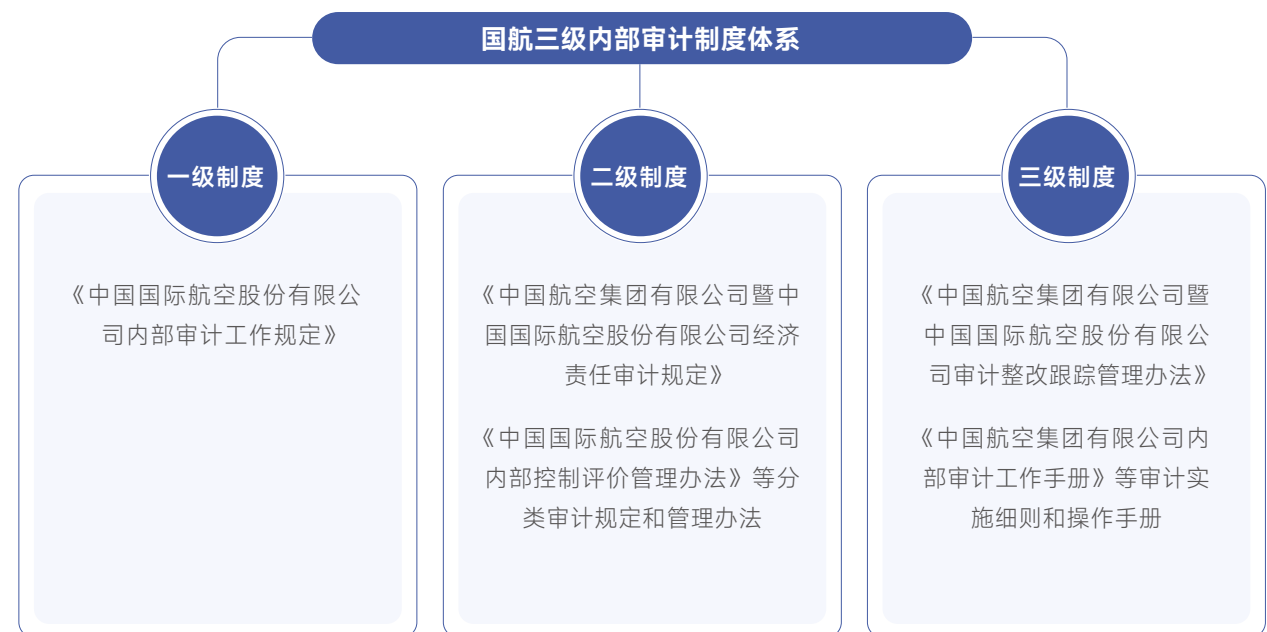 国航三级内部审计制度体系
一级制度
《中国国际航空股份有限公
司内部审计工作规定》
二级制度
《中国航空集团有限公司暨中
国国际航空股份有限公司经济
责任审计规定》
《中国国际航空股份有限公司
内部控制评价管理办法》等分
类审计规定和管理办法
三级制度
《中国航空集团有限公司暨
中国国际航空股份有限公
司审计整改跟踪管理办法》
《中国航空集团有限公司内
部审计工作手册》等审计实
施细则和操作手册